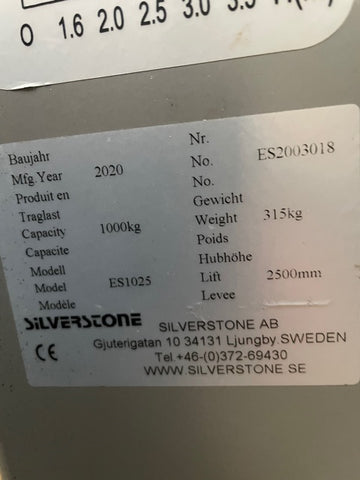 O 1.6 2.0 2.5 3.0 3.5
Baujahr
Mfg.Year 2020
Produit en
Traglast
Capacity 1000kg
Capacite
Modell
Model ES1025
Modèle
Nr.
No. ES2003018
No.
Gewicht
Weight 315kg
Poids
Hubhöhe
Lift 2500mm
Levee
SILVERSTONE SILVERSTONE AB
CE Gjuterigatan 10 34131 Ljungby.SWEDEN
Tel.+46-(0)372-69430
WWW.SILVERSTONE SE